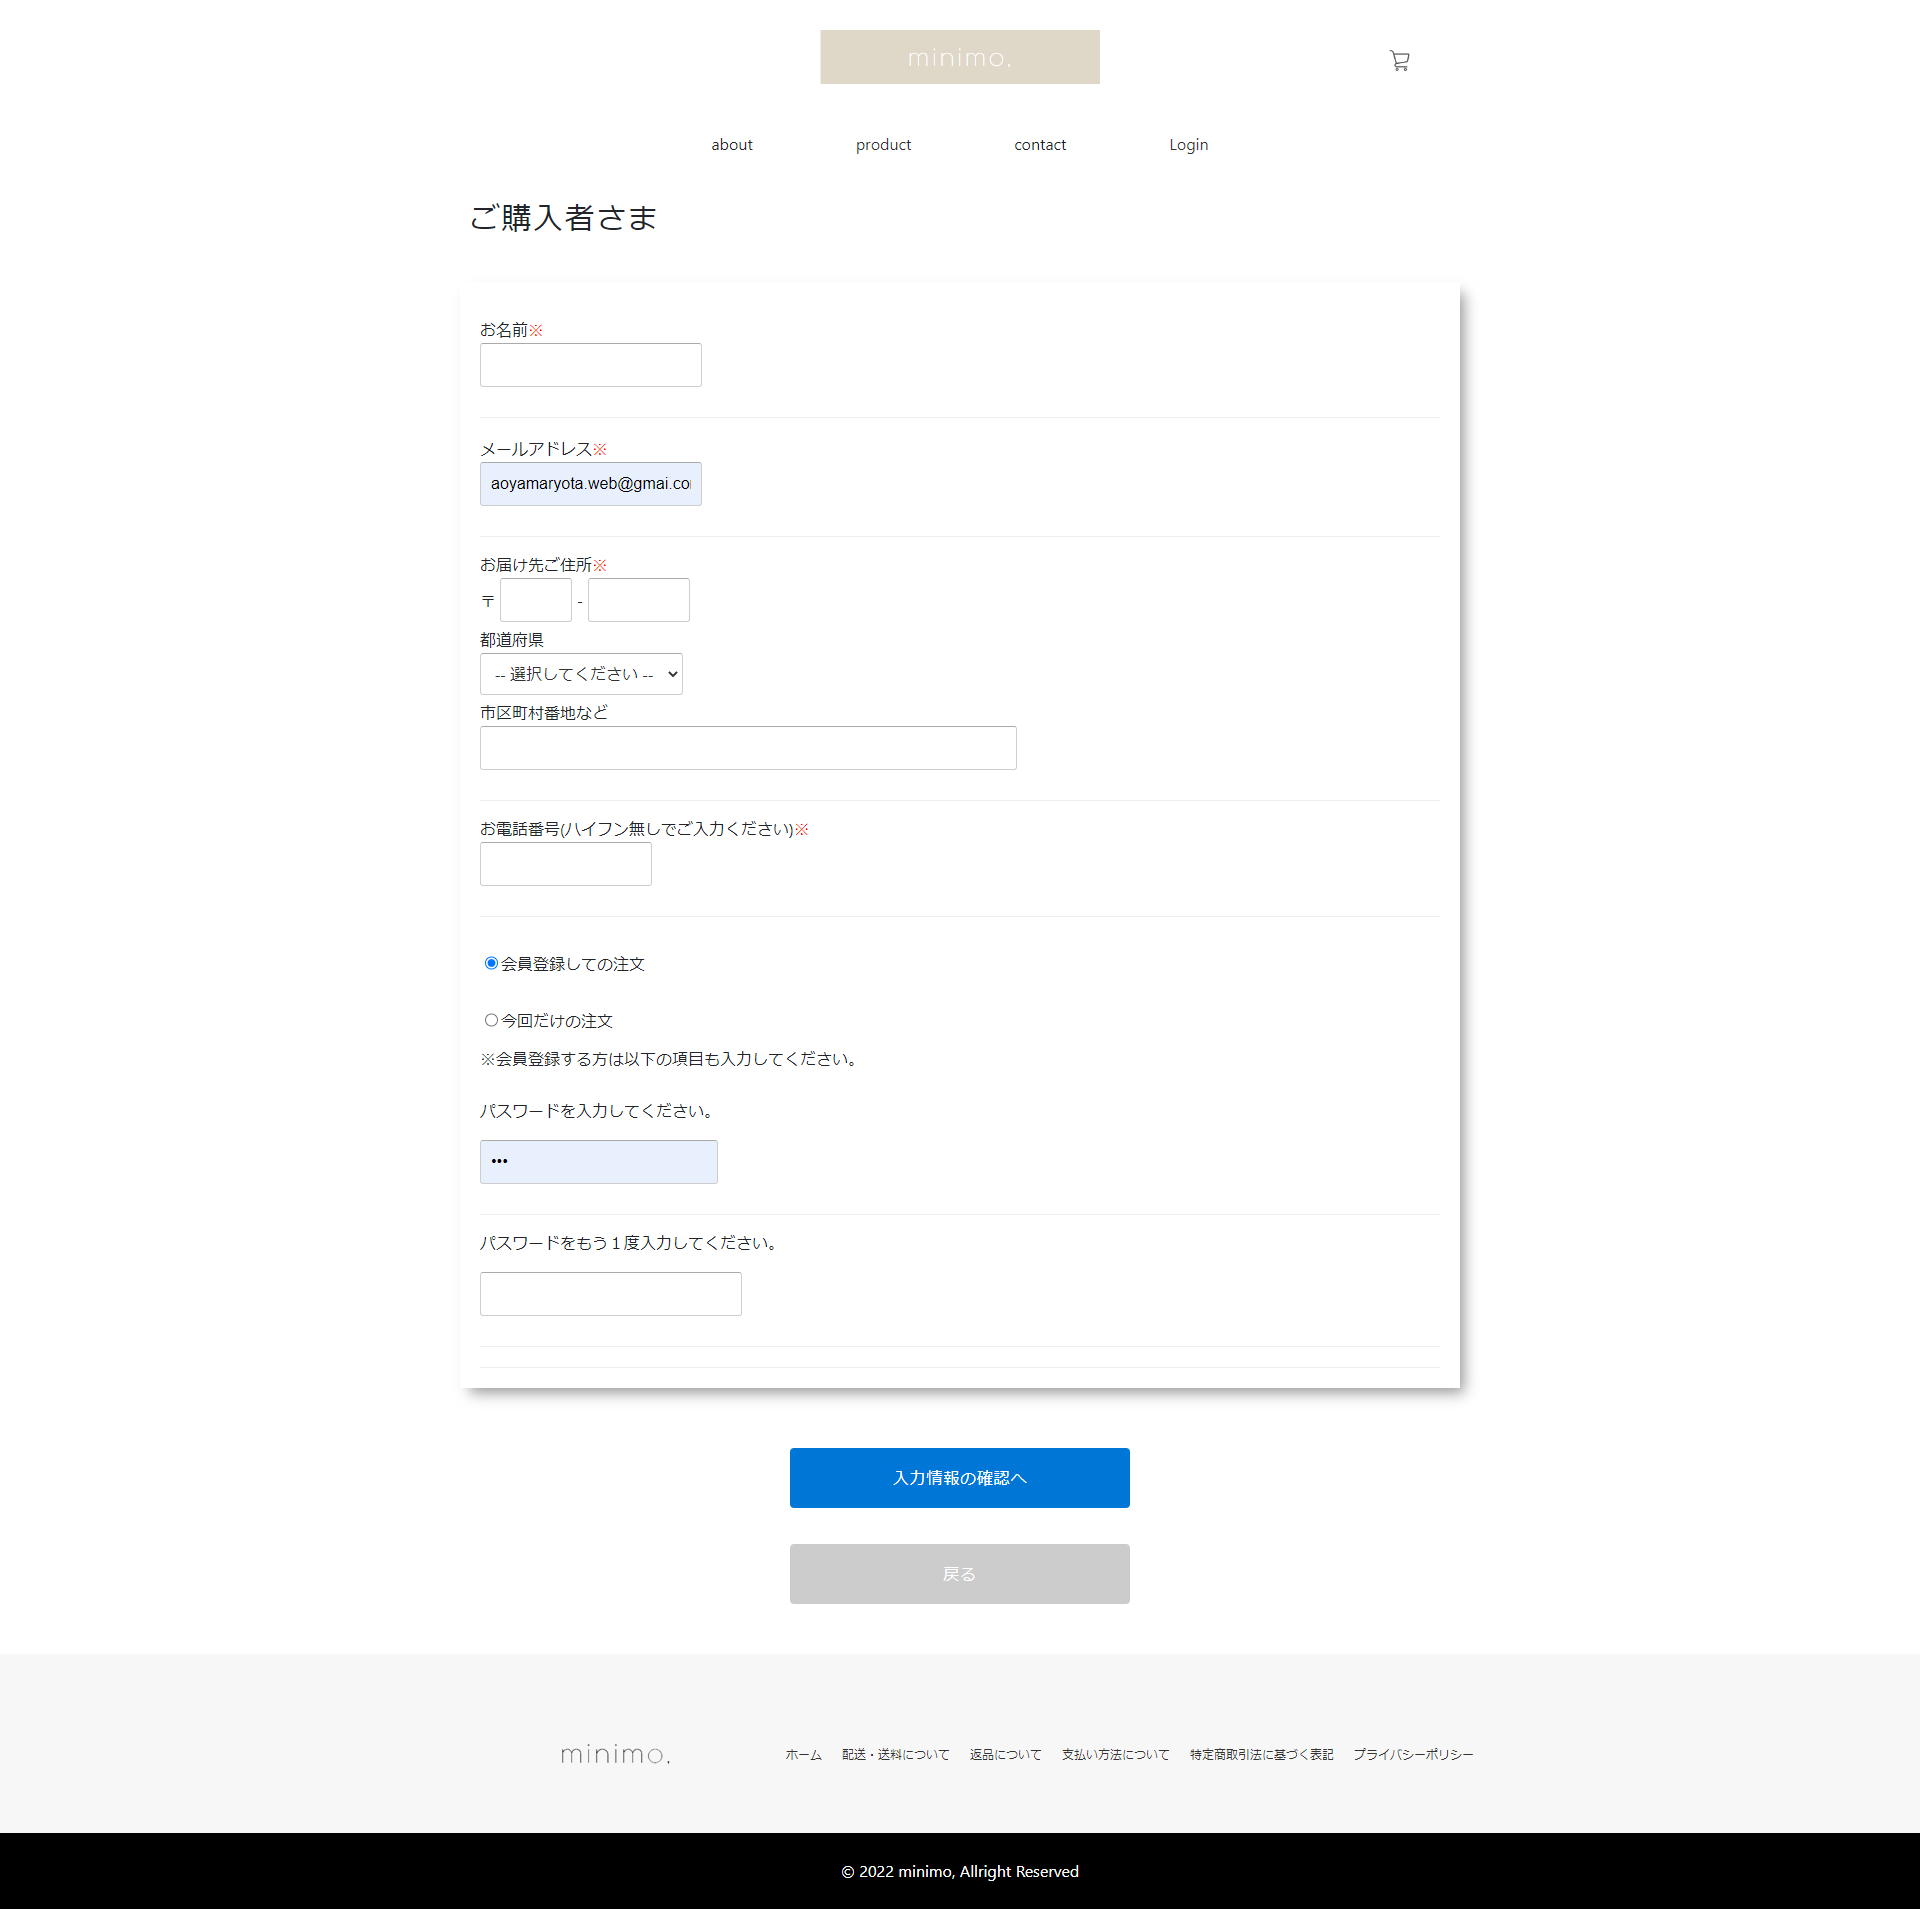 minimo.
about product contact Login
ご購入者さま
お名前※
メールアドレス※
aoyamaryota.web@gmai.co
お届け先ご住所※
〒 -
都道府県
-- 選択してください --
市区町村番地など
お電話番号(ハイフン無しでご入力ください)※
会員登録しての注文
今回だけの注文
※会員登録する方は以下の項目も入力してください。
パスワードを入力してください。
•••
パスワードをもう１度入力してください。
入力情報の確認へ
戻る
minimo. ホーム 配送・送料について 返品について 支払い方法について 特定商取引法に基づく表記 プライバシーポリシー
© 2022 minimo, Allright Reserved